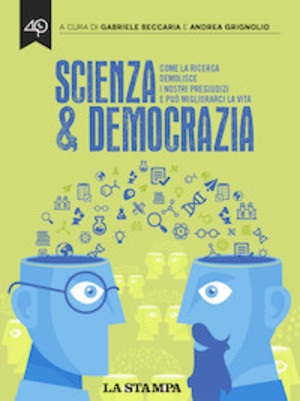 A CURA DI GABRIELE BECCARIA E ANDREA GRIGNOLIO
SCIENZA
& DEMOCRAZIA
COME LA RICERCA
DEMOLISCE
I NOSTRI PREGIUDIZI
E PUÒ MIGLIORARCI LA VITA
LA STAMPA